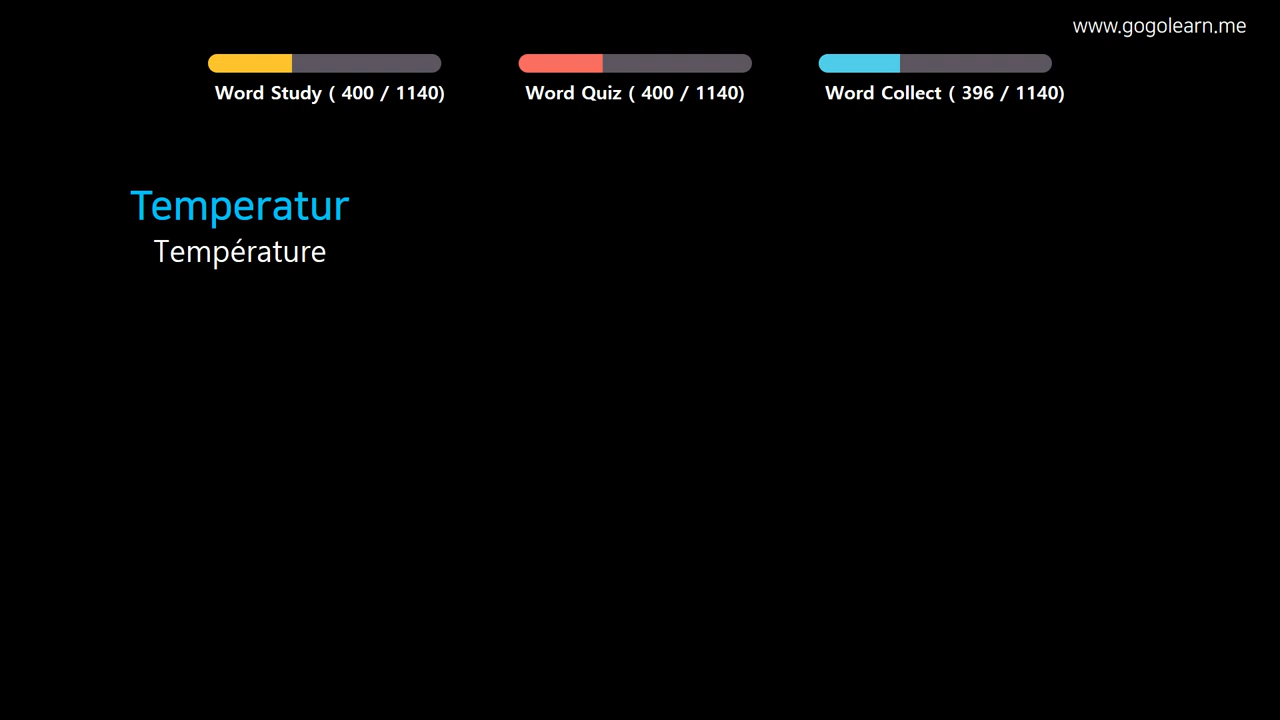 www.gogolearn.me
Word Study ( 400 / 1140)
Word Quiz ( 400 / 1140)
Word Collect ( 396 / 1140)
Temperatur
Température